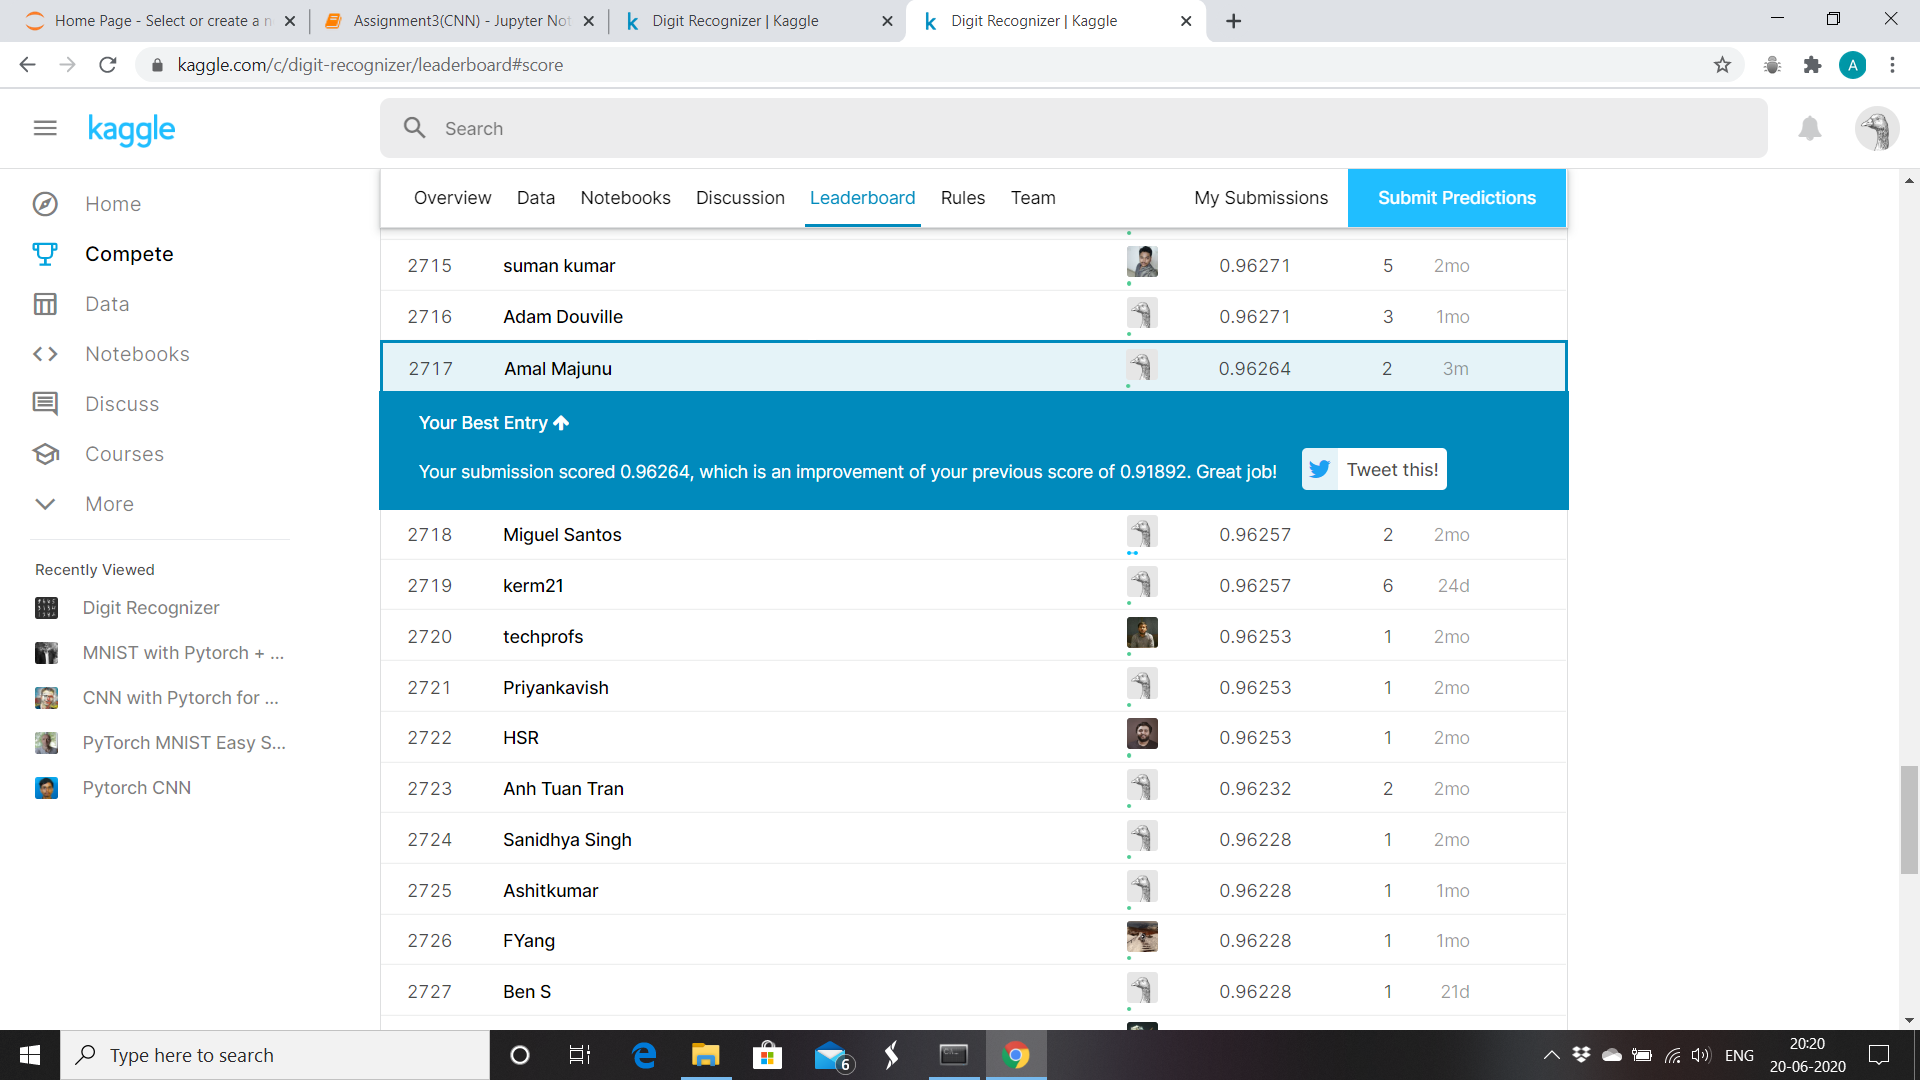 Home Page - Select or create a n
Assignment3(CNN) - Jupyter Not
Digit Recognizer | Kaggle
Digit Recognizer | Kaggle
kaggle.com/c/digit-recognizer/leaderboard#score
A
kaggle
Search
Home
Compete
Data
Notebooks
Discuss
Courses
More
Recently Viewed
Digit Recognizer
MNIST with Pytorch + ...
CNN with Pytorch for ...
PyTorch MNIST Easy S...
Pytorch CNN
Overview Data Notebooks Discussion Leaderboard Rules Team My Submissions Submit Predictions
2715 suman kumar 0.96271 5 2mo
2716 Adam Douville 0.96271 3 1mo
2717 Amal Majunu 0.96264 2 3m
Your Best Entry
Your submission scored 0.96264, which is an improvement of your previous score of 0.91892. Great job! Tweet this!
2718 Miguel Santos 0.96257 2 2mo
2719 kerm21 0.96257 6 24d
2720 techprofs 0.96253 1 2mo
2721 Priyankavish 0.96253 1 2mo
2722 HSR 0.96253 1 2mo
2723 Anh Tuan Tran 0.96232 2 2mo
2724 Sanidhya Singh 0.96228 1 2mo
2725 Ashitkumar 0.96228 1 1mo
2726 FYang 0.96228 1 1mo
2727 Ben S 0.96228 1 21d
Type here to search
6
ENG
20:20
20-06-2020